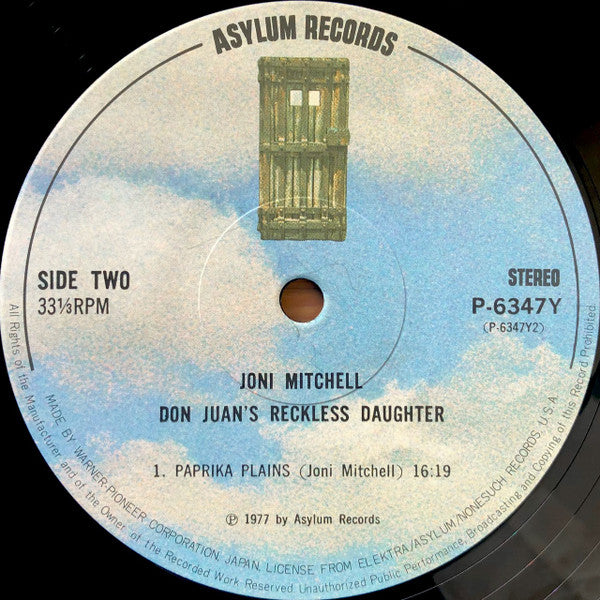 ASYLUM RECORDS
SIDE TWO
33⅓RPM
STEREO
P-6347Y
(P-6347Y2)
JONI MITCHELL
DON JUAN'S RECKLESS DAUGHTER
1. PAPRIKA PLAINS (Joni Mitchell) 16:19
℗ 1977 by Asylum Records
MADE BY WARNER-PIONEER CORPORATION, JAPAN, LICENSE FROM ELEKTRA/ASYLUM/NONESUCH RECORDS, U.S.A.
All Rights of the Manufacturer and of the Owner of the Recorded Work Reserved. Unauthorized Public Performance, Broadcasting and Copying of this Record Prohibited